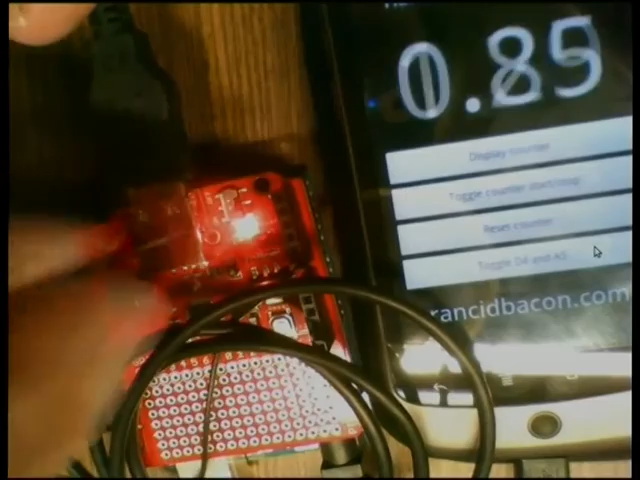 0.85
Display counter
Toggle counter start/stop
Reset counter
Toggle D4 and A5
rancidbacon.com